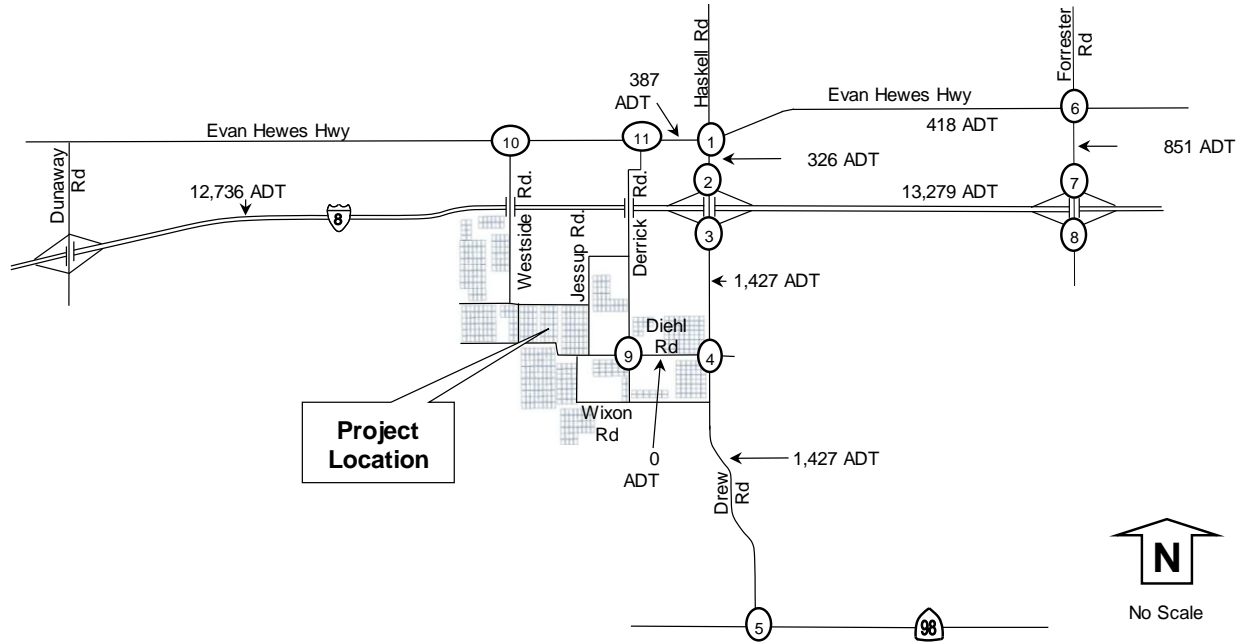 Haskell Rd
Forrester
Rd
387
ADT
Evan Hewes Hwy
6
418 ADT
Evan Hewes Hwy
10
11
1
326 ADT
851 ADT
Dunaway
Rd
12,736 ADT
8
Westside Rd.
Jessup Rd.
Derrick Rd.
2
13,279 ADT
7
3
8
1,427 ADT
Diehl
Rd
9
4
Project
Location
Wixon
Rd
0
ADT
Drew
Rd
1,427 ADT
N
No Scale
5
98